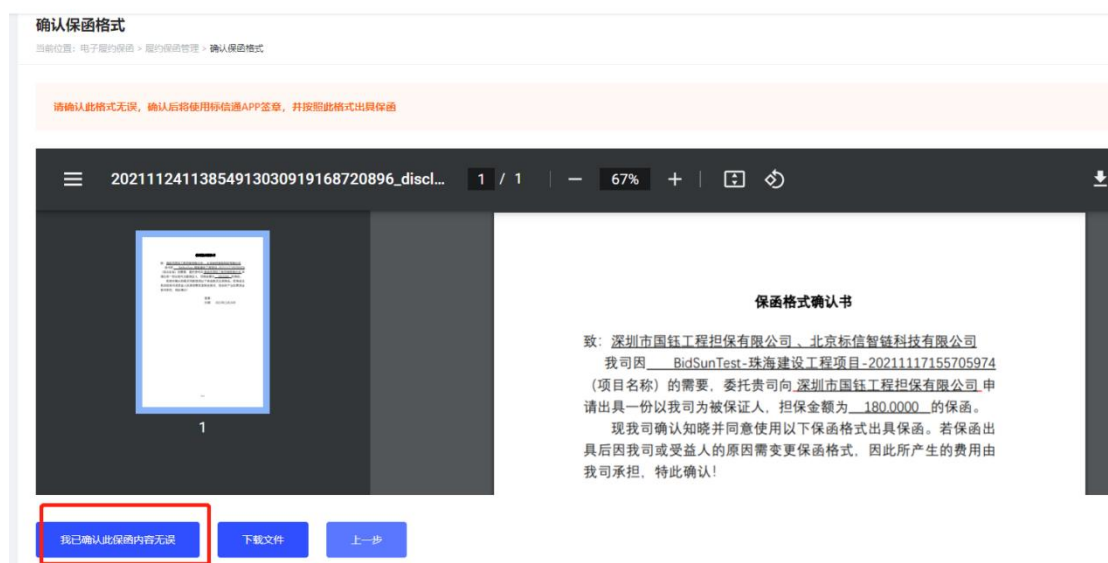 确认保函格式
当前位置：电子履约保函 > 履约保函管理 > 确认保函格式
请确认此格式无误，确认后将使用标信通APP签章，并按照此格式出具保函
20211124113854913030919168720896_discl... 1 / 1 67%
保函格式确认书
致：深圳市国钰工程担保有限公司 、北京标信智链科技有限公司
我司因 BidSunTest-珠海建设工程项目-20211117155705974
（项目名称）的需要，委托贵司向 深圳市国钰工程担保有限公司 申
请出具一份以我司为被保证人，担保金额为 180.0000 的保函。
现我司确认知晓并同意使用以下保函格式出具保函。若保函出
具后因我司或受益人的原因需变更保函格式，因此所产生的费用由
我司承担，特此确认！
1
我已确认此保函内容无误 下载文件 上一步